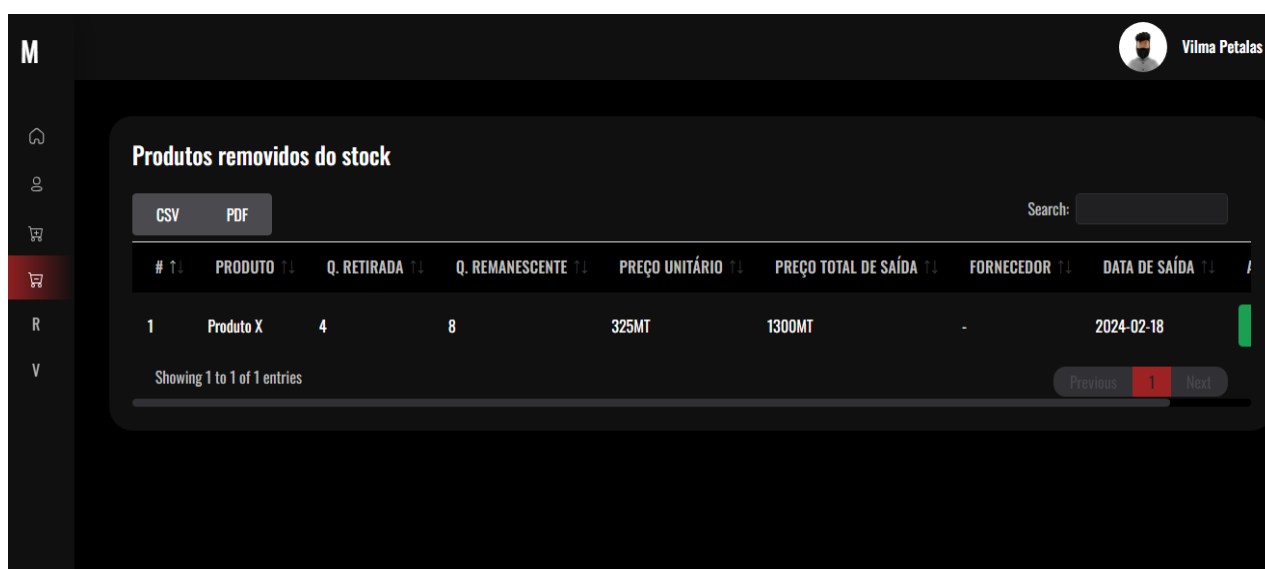 M
Vilma Petalas
Produtos removidos do stock
CSV PDF
Search:
# PRODUTO Q. RETIRADA Q. REMANESCENTE PREÇO UNITÁRIO PREÇO TOTAL DE SAÍDA FORNECEDOR DATA DE SAÍDA
1 Produto X 4 8 325MT 1300MT - 2024-02-18
Showing 1 to 1 of 1 entries
Previous 1 Next
R
V